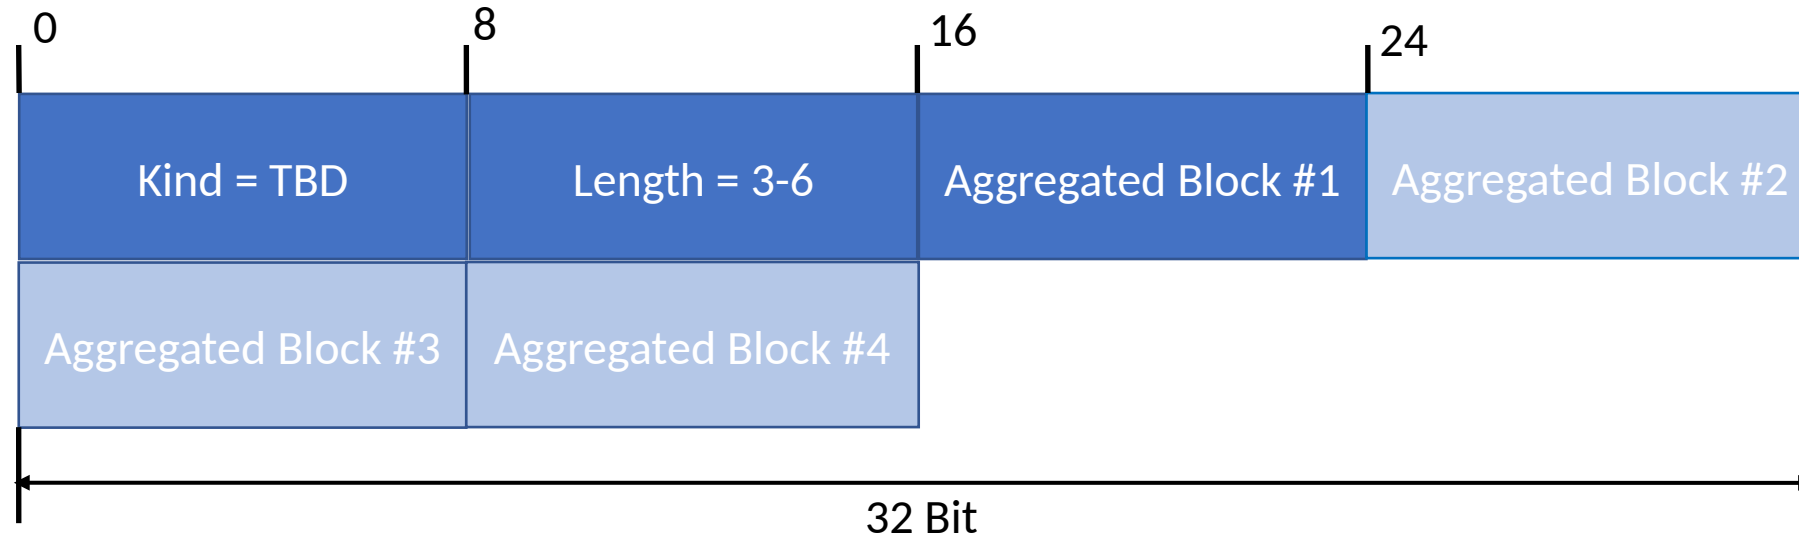 0 8 16 24
Kind = TBD Length = 3-6 Aggregated Block #1 Aggregated Block #2
Aggregated Block #3 Aggregated Block #4
32 Bit